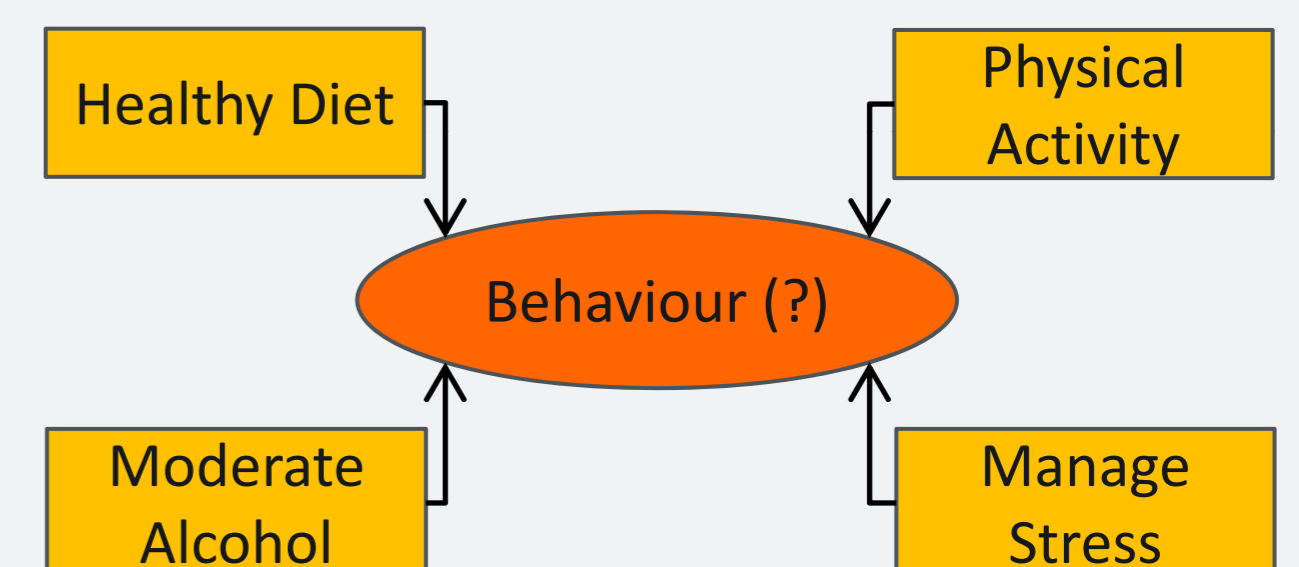 Healthy Diet
Physical
Activity
Behaviour (?)
Moderate
Alcohol
Manage
Stress